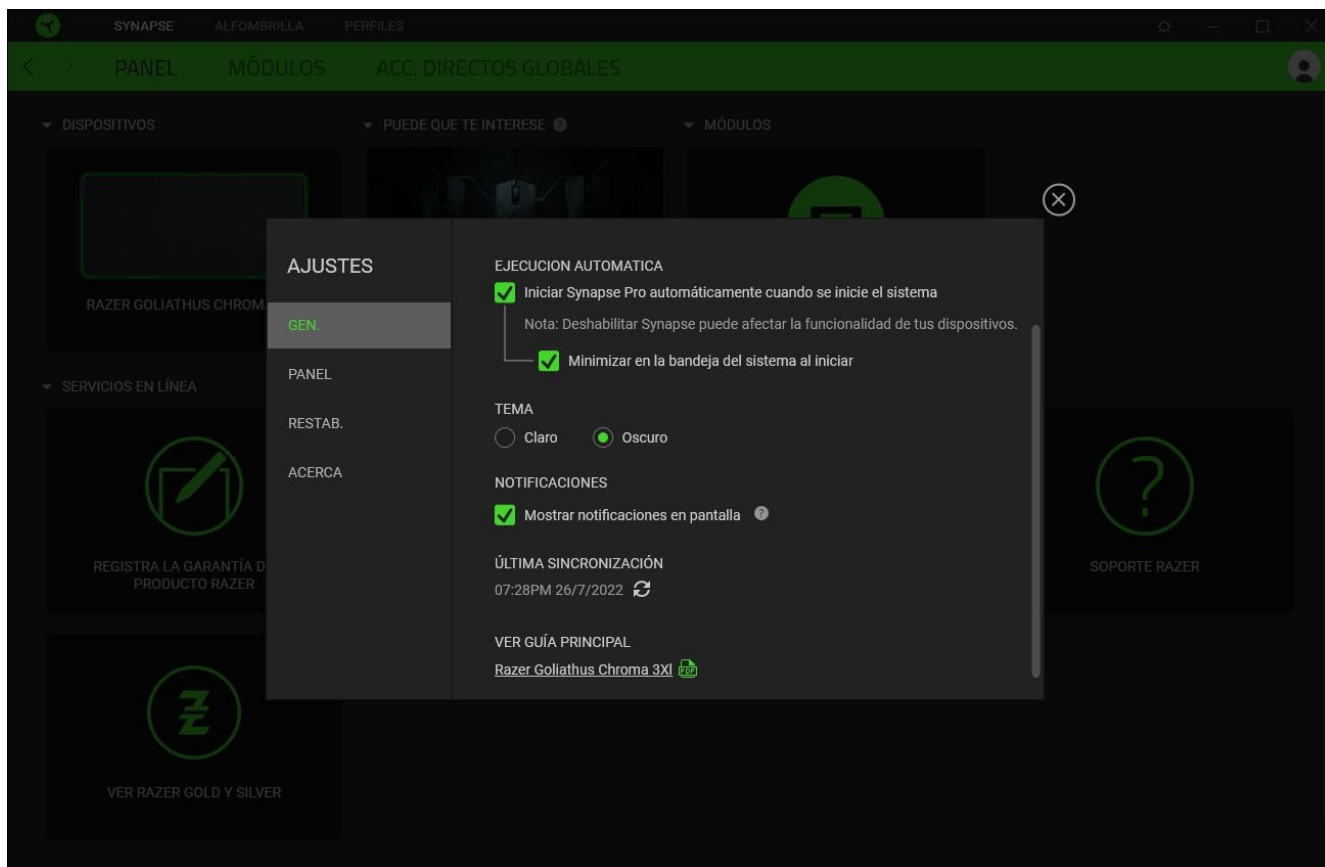 SYNAPSE
ALFOMBRILLA
PERFILES
PANEL
MÓDULOS
ACC. DIRECTOS GLOBALES
DISPOSITIVOS
PUEDE QUE TE INTERESE ?
MÓDULOS
RAZER GOLIATHUS CHROM
AJUSTES
GEN.
PANEL
RESTAB.
ACERCA
EJECUCION AUTOMATICA
Iniciar Synapse Pro automáticamente cuando se inicie el sistema
Nota: Deshabilitar Synapse puede afectar la funcionalidad de tus dispositivos.
Minimizar en la bandeja del sistema al iniciar
TEMA
Claro
Oscuro
NOTIFICACIONES
Mostrar notificaciones en pantalla ?
ÚLTIMA SINCRONIZACIÓN
07:28PM 26/7/2022
VER GUÍA PRINCIPAL
Razer Goliathus Chroma 3Xl PDF
SERVICIOS EN LÍNEA
REGISTRA LA GARANTÍA D
PRODUCTO RAZER
?
SOPORTE RAZER
VER RAZER GOLD Y SILVER